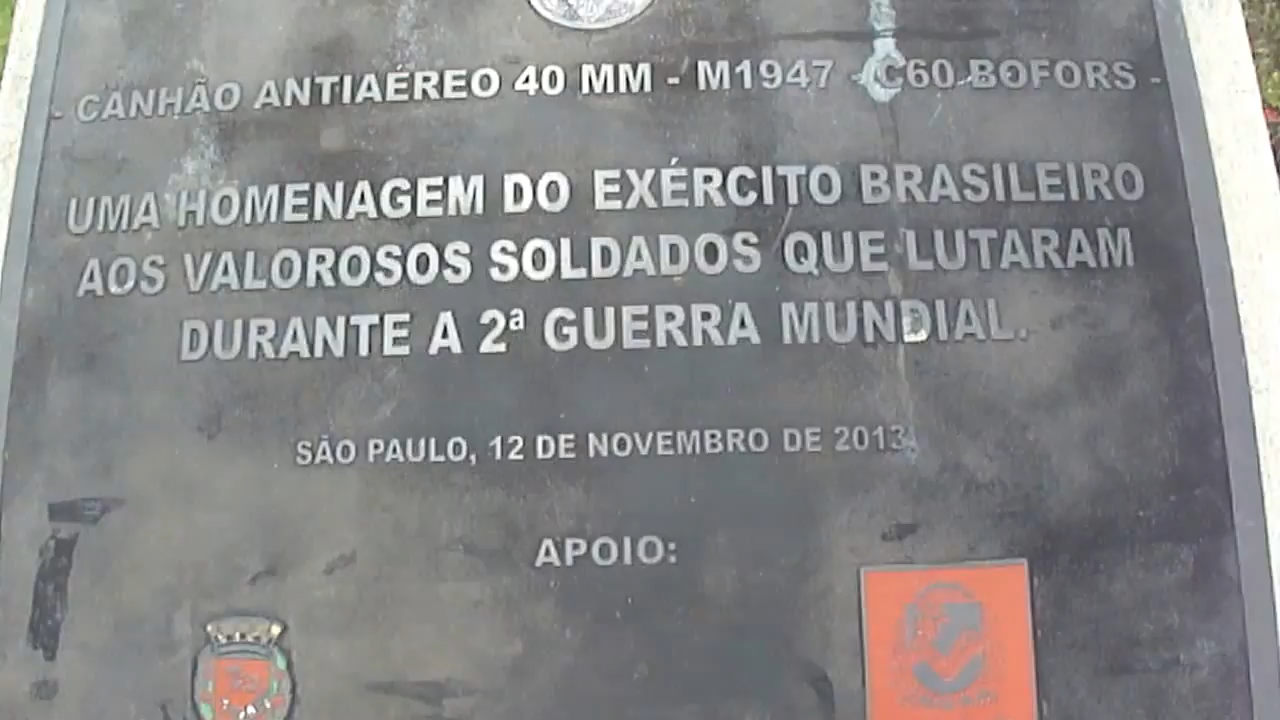 - CANHÃO ANTIAÉREO 40 MM - M1947 - C60 BOFORS -
UMA HOMENAGEM DO EXÉRCITO BRASILEIRO
AOS VALOROSOS SOLDADOS QUE LUTARAM
DURANTE A 2ª GUERRA MUNDIAL.
SÃO PAULO, 12 DE NOVEMBRO DE 2013
APOIO: